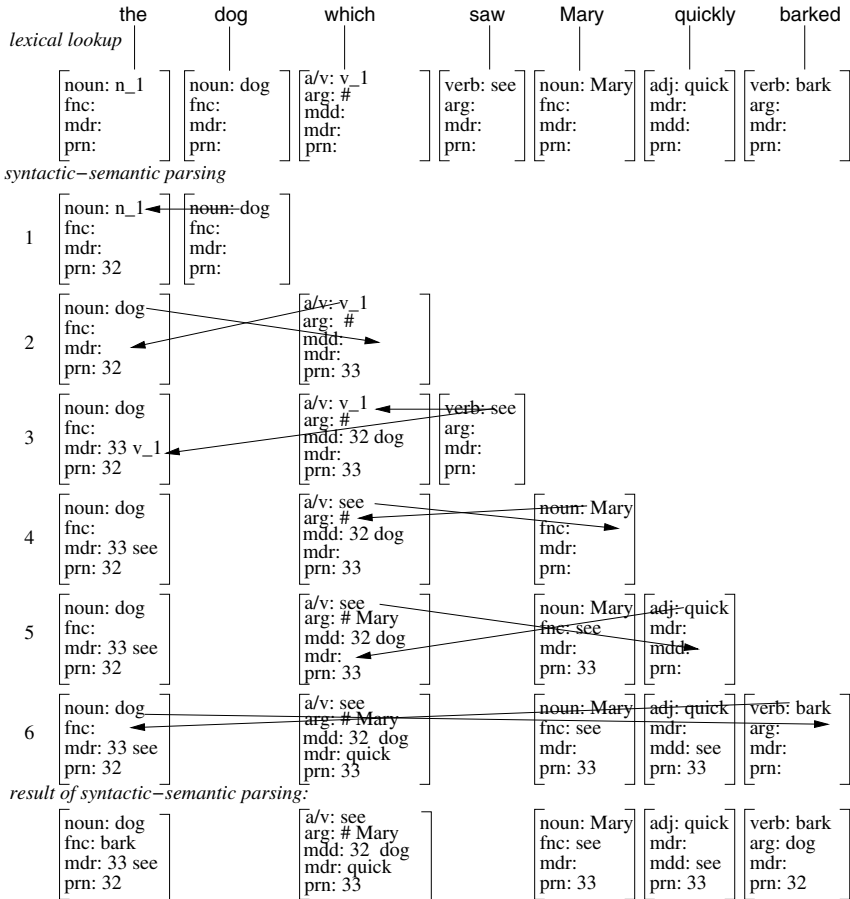 the dog which saw Mary quickly barked
lexical lookup
noun: n_1 noun: dog a/v: v_1 verb: see noun: Mary adj: quick verb: bark
fnc: fnc: arg: # arg: fnc: mdr: arg:
mdr: mdr: mdd: mdr: mdr: mdd: mdr:
prn: prn: mdr: prn: prn: prn: prn:
prn:
syntactic−semantic parsing
1
noun: n_1 noun: dog
fnc: fnc:
mdr: mdr:
prn: 32 prn:
2
noun: dog a/v: v_1
fnc: arg: #
mdr: mdd:
prn: 32 mdr:
prn: 33
3
noun: dog a/v: v_1 verb: see
fnc: arg: # arg:
mdr: 33 v_1 mdd: 32 dog mdr:
prn: 32 mdr: prn:
prn: 33
4
noun: dog a/v: see noun: Mary
fnc: arg: # fnc:
mdr: 33 see mdd: 32 dog mdr:
prn: 32 mdr: prn:
prn: 33
5
noun: dog a/v: see noun: Mary adj: quick
fnc: arg: # Mary fnc: see mdr:
mdr: 33 see mdd: 32 dog mdr: mdd:
prn: 32 mdr: prn: 33 prn:
prn: 33
6
noun: dog a/v: see noun: Mary adj: quick verb: bark
fnc: arg: # Mary fnc: see mdr: arg:
mdr: 33 see mdd: 32 dog mdr: mdd: see mdr:
prn: 32 mdr: quick prn: 33 prn: 33 prn:
prn: 33
result of syntactic−semantic parsing:
noun: dog a/v: see noun: Mary adj: quick verb: bark
fnc: bark arg: # Mary fnc: see mdr: arg: dog
mdr: 33 see mdd: 32 dog mdr: mdd: see mdr:
prn: 32 mdr: quick prn: 33 prn: 33 prn: 32
prn: 33